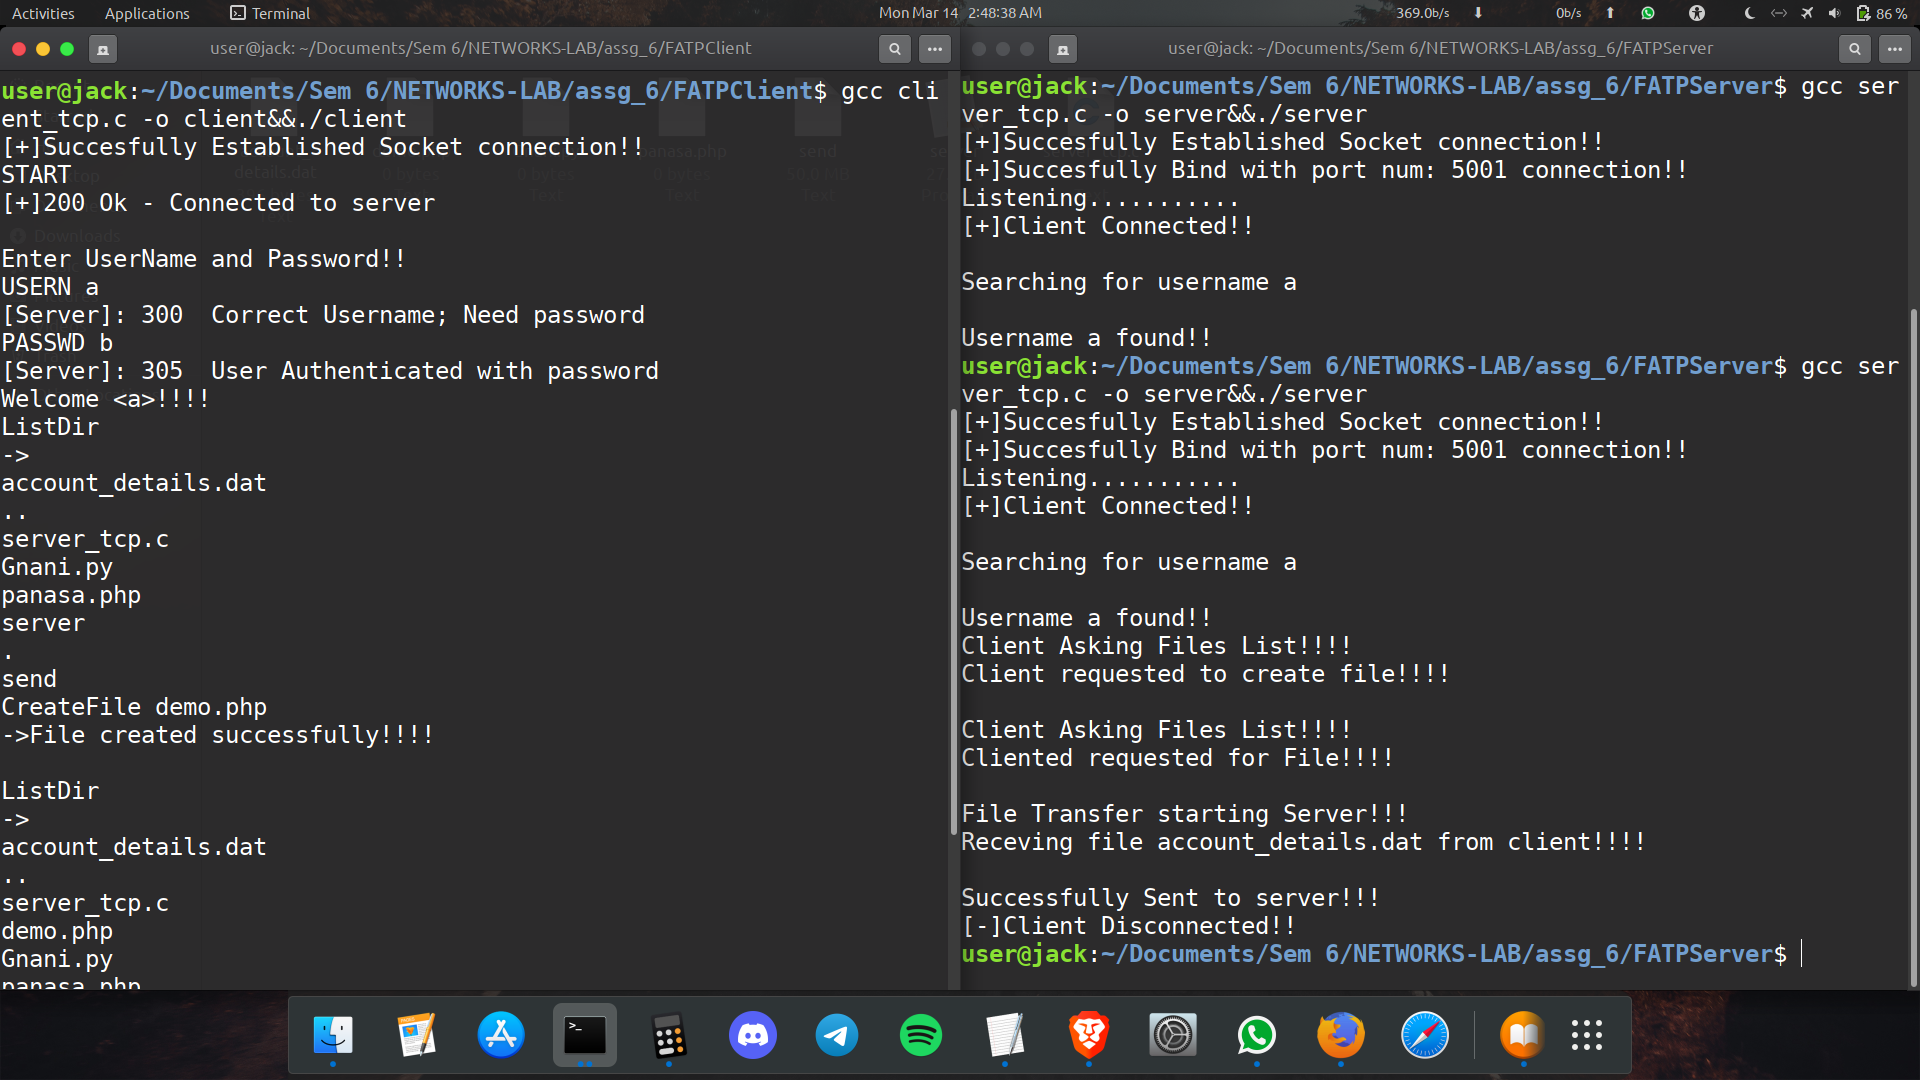 Activities Applications Terminal Mon Mar 14 2:48:38 AM 369.0b/s 0b/s 86 %
user@jack: ~/Documents/Sem 6/NETWORKS-LAB/assg_6/FATPClient
user@jack:~/Documents/Sem 6/NETWORKS-LAB/assg_6/FATPClient$ gcc cli
ent_tcp.c -o client&&./client
[+]Succesfully Established Socket connection!!
START
[+]200 Ok - Connected to server
Enter UserName and Password!!
USERN a
[Server]: 300  Correct Username; Need password
PASSWD b
[Server]: 305  User Authenticated with password
Welcome <a>!!!!
ListDir
->
account_details.dat
..
server_tcp.c
Gnani.py
panasa.php
server
.
send
CreateFile demo.php
->File created successfully!!!!
ListDir
->
account_details.dat
..
server_tcp.c
demo.php
Gnani.py
panasa.php
user@jack: ~/Documents/Sem 6/NETWORKS-LAB/assg_6/FATPServer
user@jack:~/Documents/Sem 6/NETWORKS-LAB/assg_6/FATPServer$ gcc ser
ver_tcp.c -o server&&./server
[+]Succesfully Established Socket connection!!
[+]Succesfully Bind with port num: 5001 connection!!
Listening...........
[+]Client Connected!!
Searching for username a
Username a found!!
user@jack:~/Documents/Sem 6/NETWORKS-LAB/assg_6/FATPServer$ gcc ser
ver_tcp.c -o server&&./server
[+]Succesfully Established Socket connection!!
[+]Succesfully Bind with port num: 5001 connection!!
Listening...........
[+]Client Connected!!
Searching for username a
Username a found!!
Client Asking Files List!!!!
Client requested to create file!!!!
Client Asking Files List!!!!
Cliented requested for File!!!!
File Transfer starting Server!!!
Receving file account_details.dat from client!!!!
Successfully Sent to server!!!
[-]Client Disconnected!!
user@jack:~/Documents/Sem 6/NETWORKS-LAB/assg_6/FATPServer$